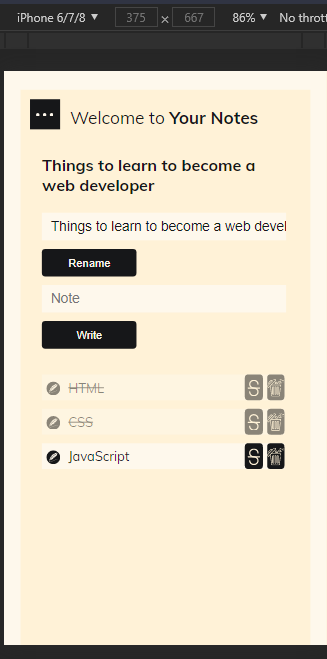 iPhone 6/7/8 ▼ 375 × 667 86% ▼ No thrott
Welcome to Your Notes
Things to learn to become a
web developer
Things to learn to become a web devel
Rename
Note
Write
HTML
CSS
JavaScript